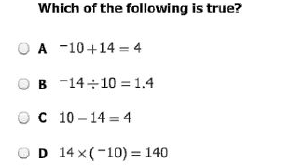 Which of the following is true?
A ⁻10 + 14 = 4
B ⁻14 ÷ 10 = 1.4
C 10 – 14 = 4
D 14 × (⁻10) = 140